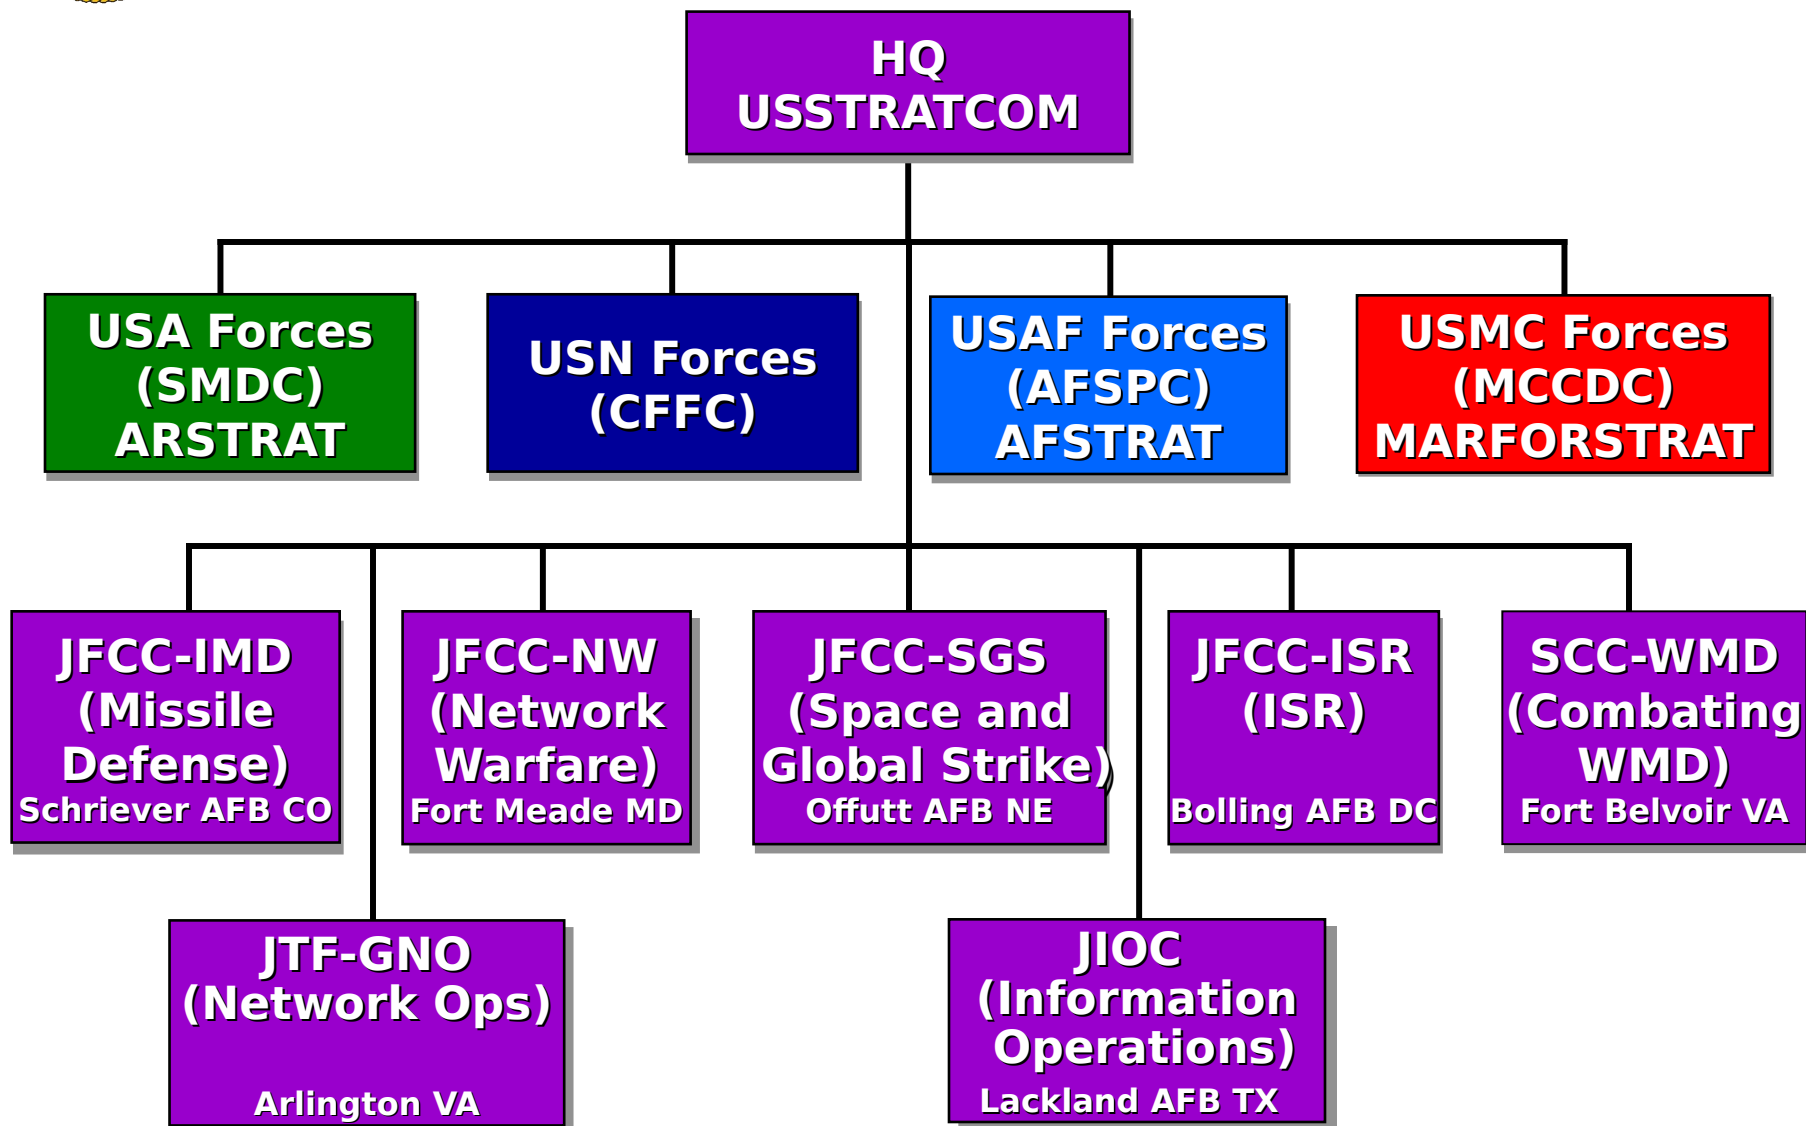 HQ
USSTRATCOM
USA Forces
(SMDC)
ARSTRAT
USN Forces
(CFFC)
USAF Forces
(AFSPC)
AFSTRAT
USMC Forces
(MCCDC)
MARFORSTRAT
JFCC-IMD
(Missile
Defense)
Schriever AFB CO
JFCC-NW
(Network
Warfare)
Fort Meade MD
JFCC-SGS
(Space and
Global Strike)
Offutt AFB NE
JFCC-ISR
(ISR)
Bolling AFB DC
SCC-WMD
(Combating
WMD)
Fort Belvoir VA
JTF-GNO
(Network Ops)
Arlington VA
JIOC
(Information
Operations)
Lackland AFB TX